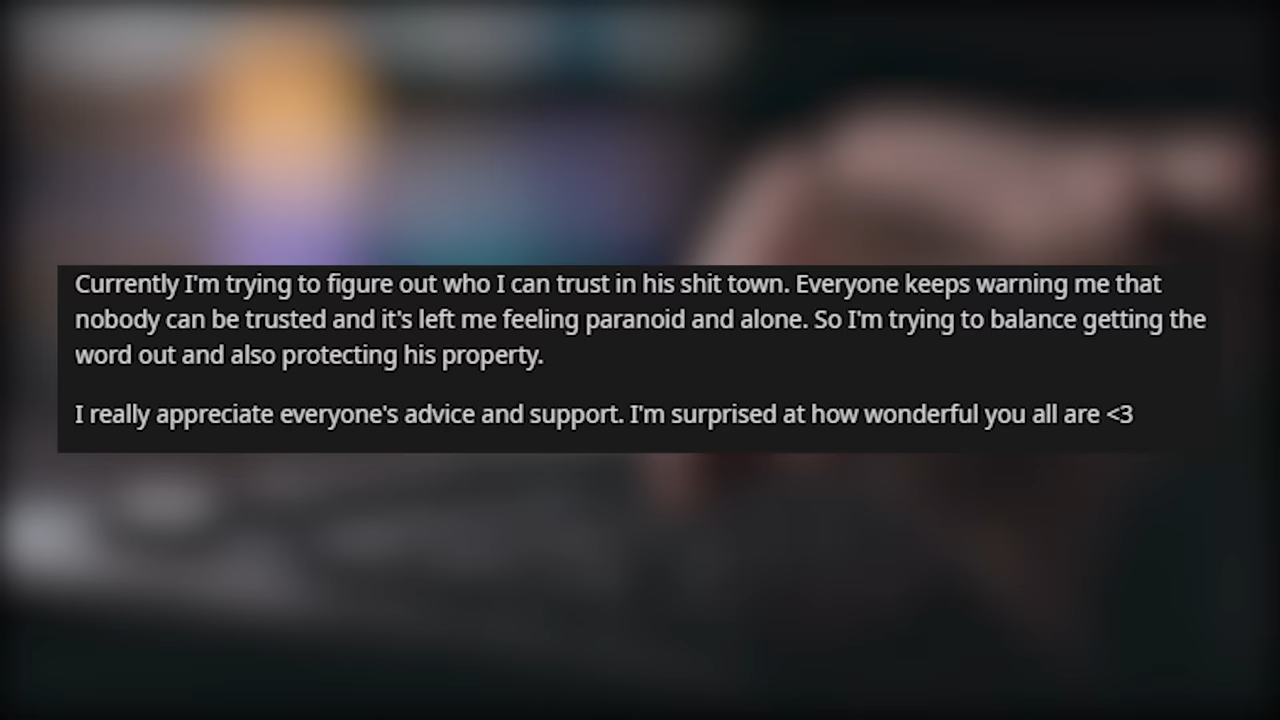 Currently I'm trying to figure out who I can trust in his shit town. Everyone keeps warning me that
nobody can be trusted and it's left me feeling paranoid and alone. So I'm trying to balance getting the
word out and also protecting his property.
I really appreciate everyone's advice and support. I'm surprised at how wonderful you all are <3